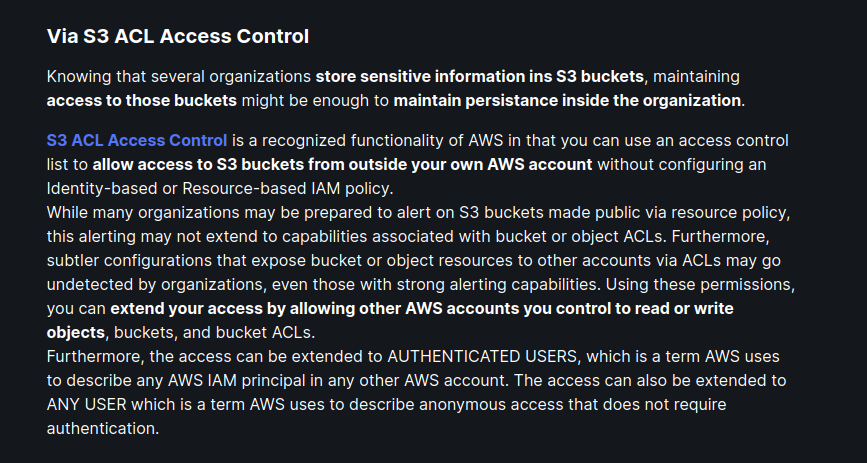 Via S3 ACL Access Control
Knowing that several organizations store sensitive information ins S3 buckets, maintaining
access to those buckets might be enough to maintain persistance inside the organization.
S3 ACL Access Control is a recognized functionality of AWS in that you can use an access control
list to allow access to S3 buckets from outside your own AWS account without configuring an
Identity-based or Resource-based IAM policy.
While many organizations may be prepared to alert on S3 buckets made public via resource policy,
this alerting may not extend to capabilities associated with bucket or object ACLs. Furthermore,
subtler configurations that expose bucket or object resources to other accounts via ACLs may go
undetected by organizations, even those with strong alerting capabilities. Using these permissions,
you can extend your access by allowing other AWS accounts you control to read or write
objects, buckets, and bucket ACLs.
Furthermore, the access can be extended to AUTHENTICATED USERS, which is a term AWS uses
to describe any AWS IAM principal in any other AWS account. The access can also be extended to
ANY USER which is a term AWS uses to describe anonymous access that does not require
authentication.